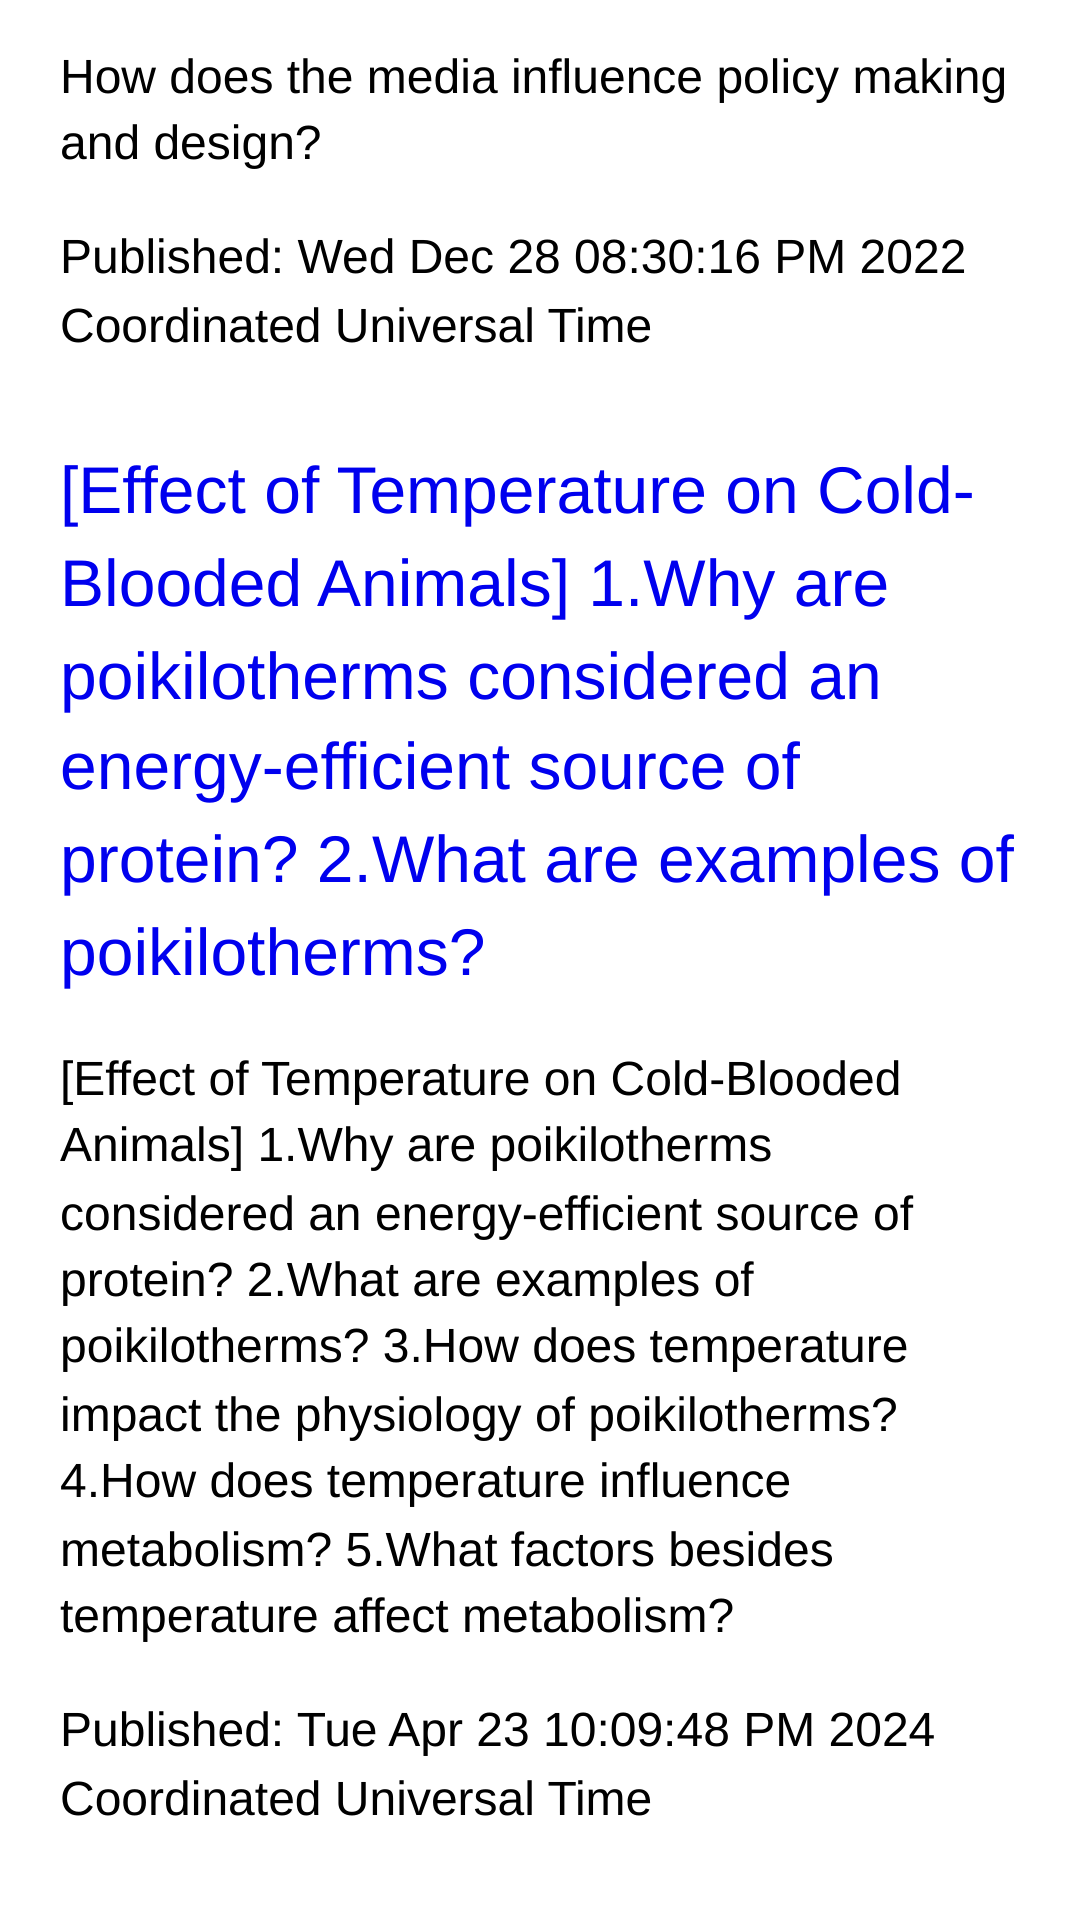 How does the media influence policy making
and design?
Published: Wed Dec 28 08:30:16 PM 2022
Coordinated Universal Time
[Effect of Temperature on Cold-
Blooded Animals] 1.Why are
poikilotherms considered an
energy-efficient source of
protein? 2.What are examples of
poikilotherms?
[Effect of Temperature on Cold-Blooded
Animals] 1.Why are poikilotherms
considered an energy-efficient source of
protein? 2.What are examples of
poikilotherms? 3.How does temperature
impact the physiology of poikilotherms?
4.How does temperature influence
metabolism? 5.What factors besides
temperature affect metabolism?
Published: Tue Apr 23 10:09:48 PM 2024
Coordinated Universal Time